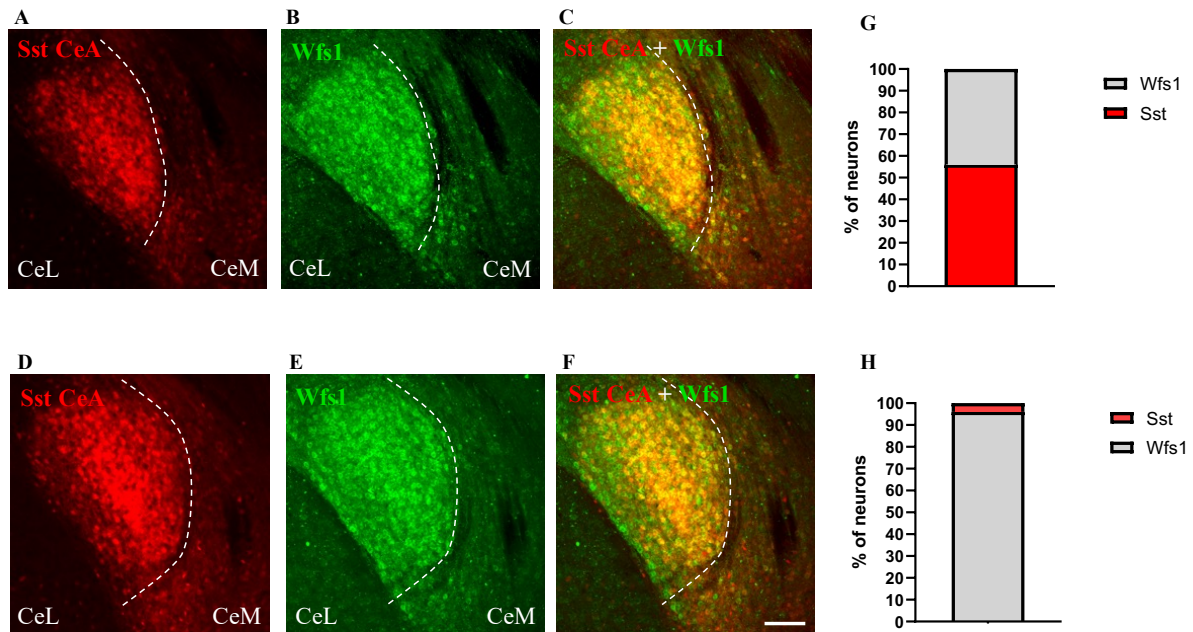 A
Sst CeA
CeL
CeM
B
Wfs1
CeL
CeM
C
Sst CeA + Wfs1
G
% of neurons
100
90
80
70
60
50
40
30
20
10
0
Wfs1
Sst
D
Sst CeA
CeL
CeM
E
Wfs1
CeL
CeM
F
Sst CeA + Wfs1
H
% of neurons
100
90
80
70
60
50
40
30
20
10
0
Sst
Wfs1